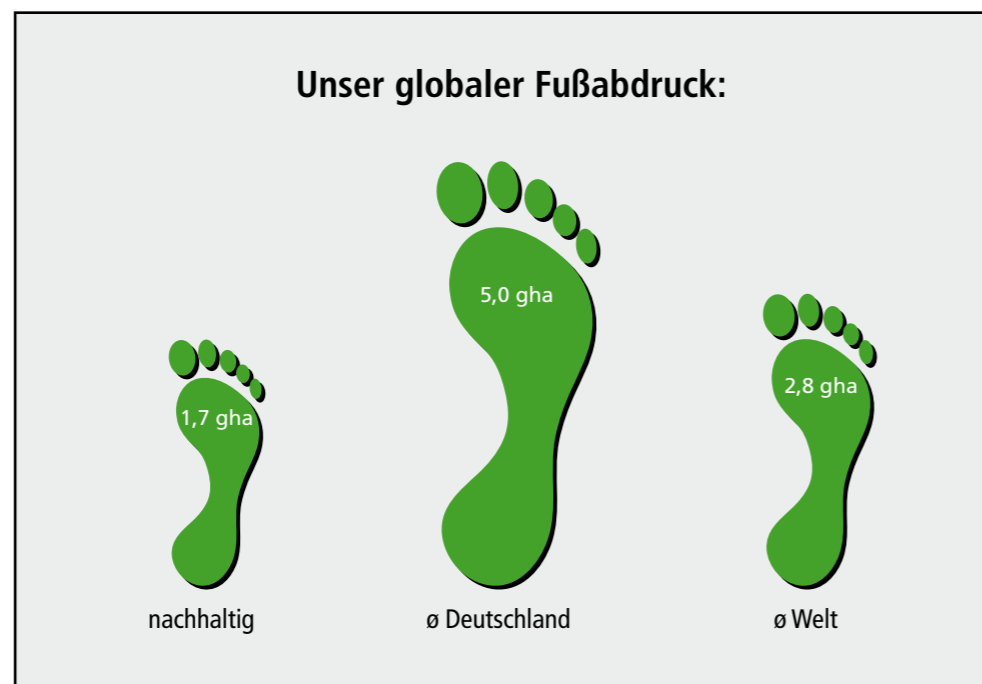 Unser globaler Fußabdruck:
5,0 gha
2,8 gha
1,7 gha
nachhaltig
ø Deutschland
ø Welt